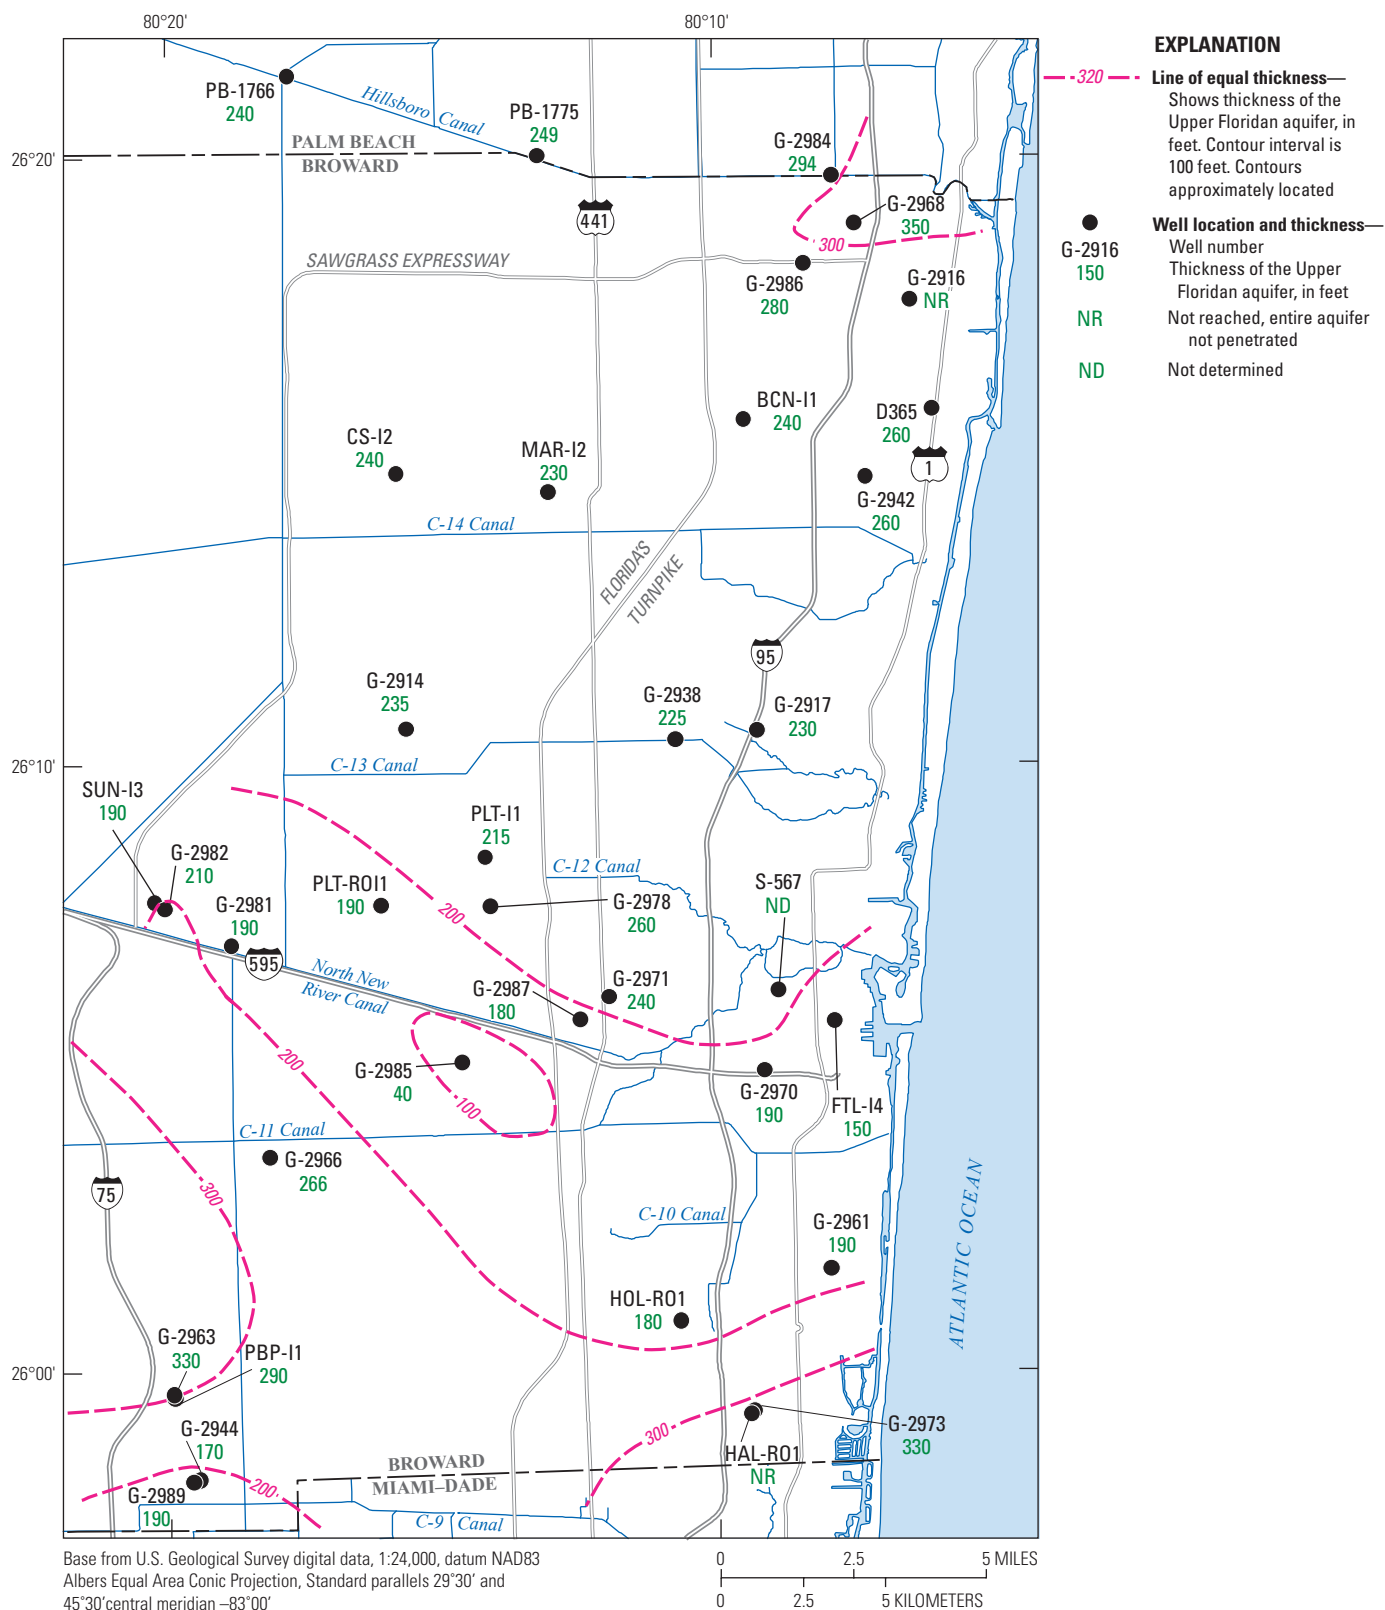 80°20'
80°10'
EXPLANATION
320
Line of equal thickness—
Shows thickness of the
Upper Floridan aquifer, in
feet. Contour interval is
100 feet. Contours
approximately located
Well location and thickness—
G-2916
Well number
150
Thickness of the Upper
Floridan aquifer, in feet
NR
Not reached, entire aquifer
not penetrated
ND
Not determined
PB-1766
240
Hillsboro Canal
PB-1775
249
26°20'
PALM BEACH
BROWARD
G-2984
294
G-2968
350
441
300
SAWGRASS EXPRESSWAY
G-2986
280
G-2916
NR
BCN-I1
240
D365
260
CS-I2
240
MAR-I2
230
1
G-2942
260
C-14 Canal
FLORIDA'S
TURNPIKE
95
G-2914
235
G-2938
225
G-2917
230
26°10'
C-13 Canal
SUN-I3
190
PLT-I1
215
G-2982
210
C-12 Canal
PLT-ROI1
190
S-567
ND
G-2981
190
G-2978
260
200
595
North New
River Canal
G-2987
180
G-2971
240
200
G-2985
40
100
G-2970
190
FTL-I4
150
C-11 Canal
G-2966
266
75
300
C-10 Canal
G-2961
190
ATLANTIC OCEAN
HOL-RO1
180
G-2963
330
PBP-I1
290
26°00'
G-2944
170
300
G-2973
330
HAL-RO1
NR
BROWARD
MIAMI–DADE
200
G-2989
190
C-9 Canal
Base from U.S. Geological Survey digital data, 1:24,000, datum NAD83
Albers Equal Area Conic Projection, Standard parallels 29°30' and
45°30'central meridian –83°00'
0 2.5 5 MILES
0 2.5 5 KILOMETERS